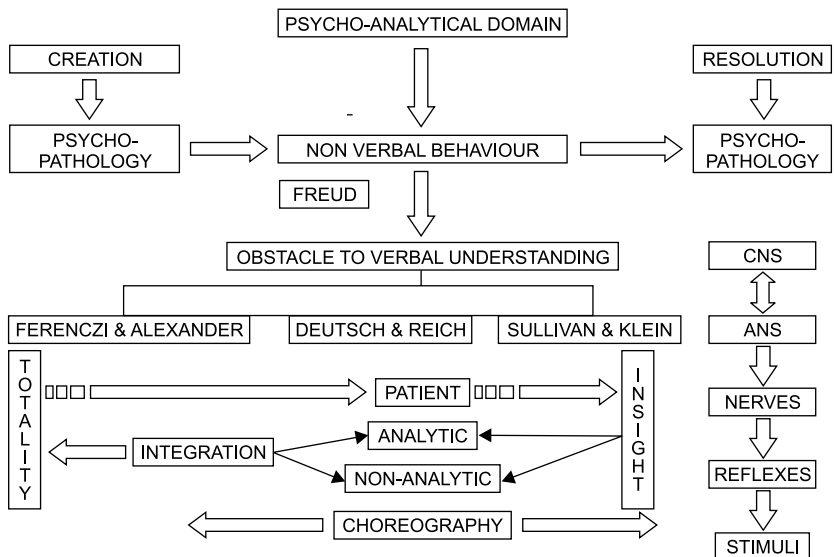 PSYCHO-ANALYTICAL DOMAIN
CREATION
RESOLUTION
PSYCHO-
PATHOLOGY
NON VERBAL BEHAVIOUR
PSYCHO-
PATHOLOGY
FREUD
OBSTACLE TO VERBAL UNDERSTANDING
CNS
FERENCZI & ALEXANDER
DEUTSCH & REICH
SULLIVAN & KLEIN
ANS
TOTALITY
PATIENT
INSIGHT
NERVES
ANALYTIC
INTEGRATION
NON-ANALYTIC
REFLEXES
CHOREOGRAPHY
STIMULI